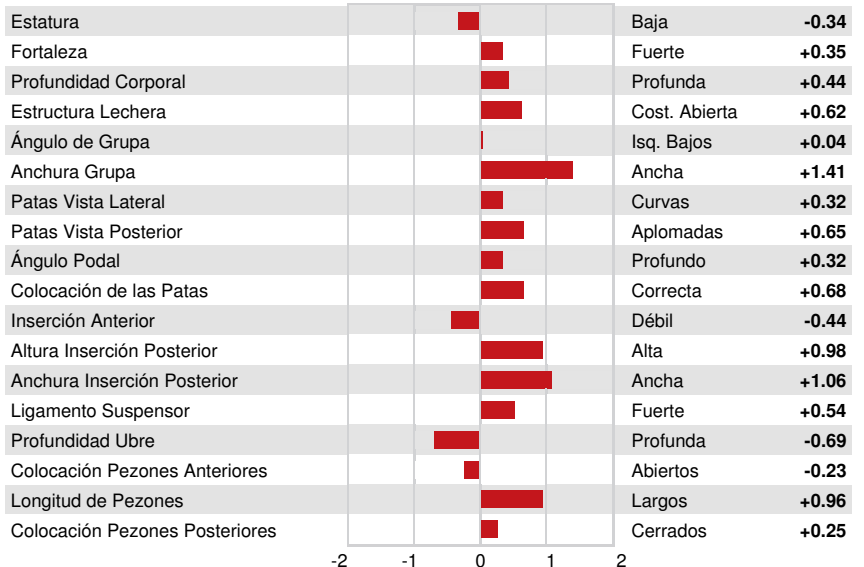 Estatura Baja -0.34
Fortaleza Fuerte +0.35
Profundidad Corporal Profunda +0.44
Estructura Lechera Cost. Abierta +0.62
Ángulo de Grupa Isq. Bajos +0.04
Anchura Grupa Ancha +1.41
Patas Vista Lateral Curvas +0.32
Patas Vista Posterior Aplomadas +0.65
Ángulo Podal Profundo +0.32
Colocación de las Patas Correcta +0.68
Inserción Anterior Débil -0.44
Altura Inserción Posterior Alta +0.98
Anchura Inserción Posterior Ancha +1.06
Ligamento Suspensor Fuerte +0.54
Profundidad Ubre Profunda -0.69
Colocación Pezones Anteriores Abiertos -0.23
Longitud de Pezones Largos +0.96
Colocación Pezones Posteriores Cerrados +0.25
-2 -1 0 1 2